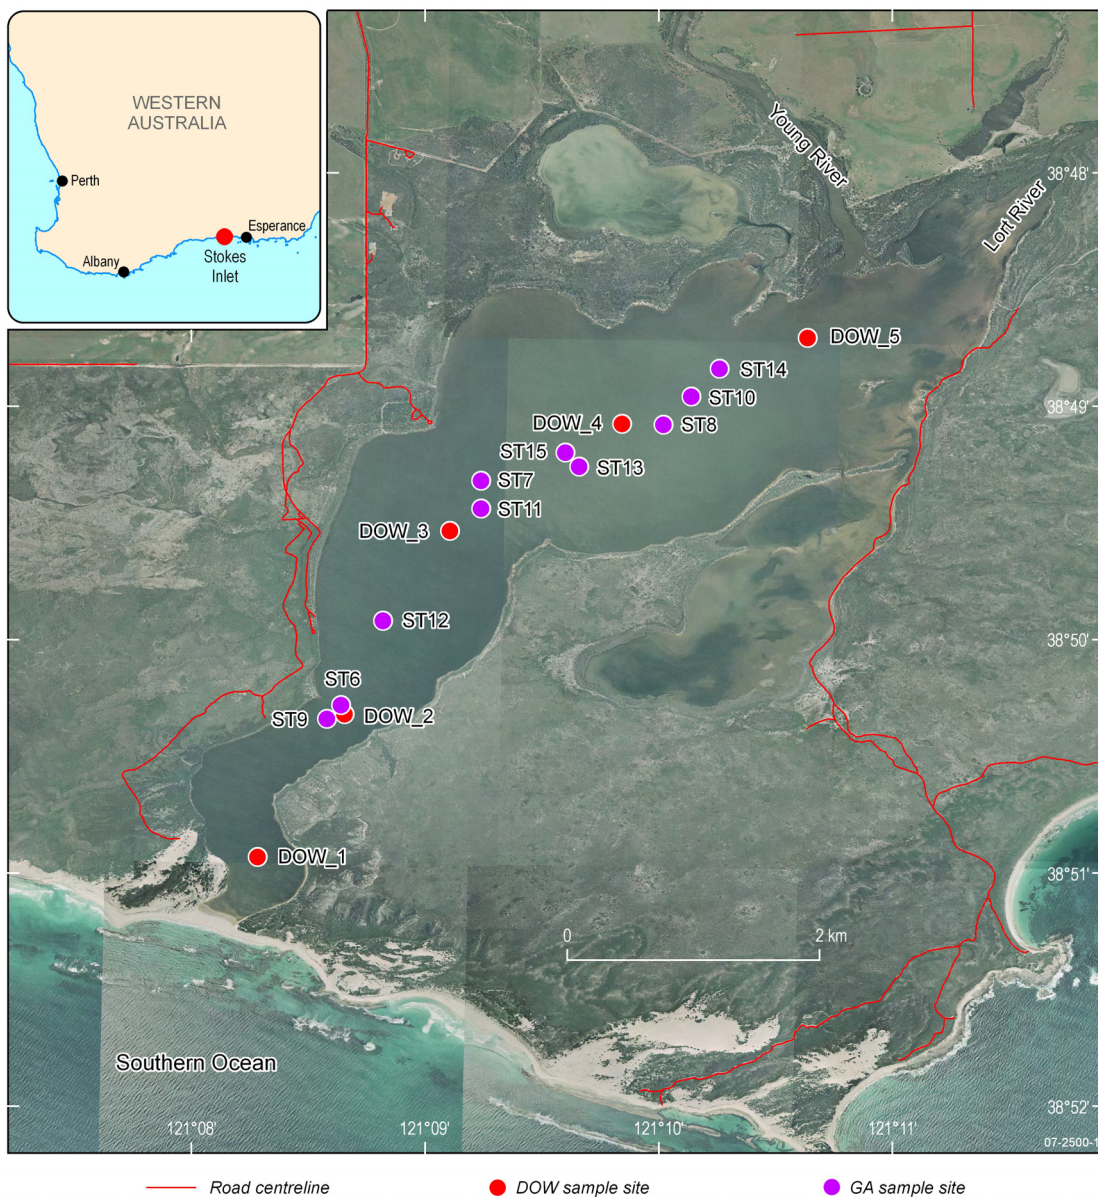 WESTERN
AUSTRALIA
Perth
Esperance
Albany
Stokes
Inlet
Young River
Lort River
38°48'
DOW_5
ST14
ST10
38°49'
DOW_4
ST8
ST15
ST13
ST7
ST11
DOW_3
ST12
38°50'
ST6
ST9
DOW_2
DOW_1
38°51'
0
2 km
Southern Ocean
38°52'
121°08'
121°09'
121°10'
121°11'
07-2500-1
Road centreline
DOW sample site
GA sample site